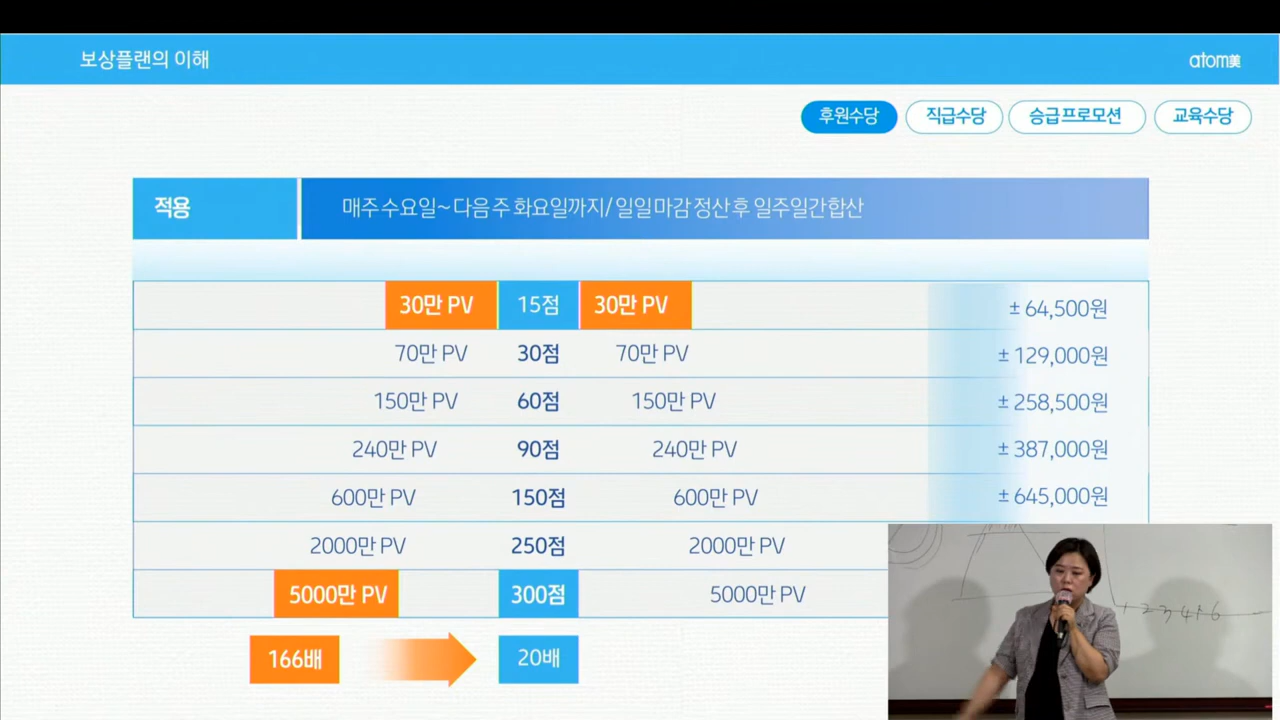 보상플랜의 이해
atom美
후원수당 직급수당 승급프로모션 교육수당
적용 매주 수요일~ 다음 주 화요일까지/ 일일 마감 정산 후 일주일간 합산
30만 PV 15점 30만 PV ± 64,500원
70만 PV 30점 70만 PV ± 129,000원
150만 PV 60점 150만 PV ± 258,500원
240만 PV 90점 240만 PV ± 387,000원
600만 PV 150점 600만 PV ± 645,000원
2000만 PV 250점 2000만 PV
5000만 PV 300점 5000만 PV
166배 20배